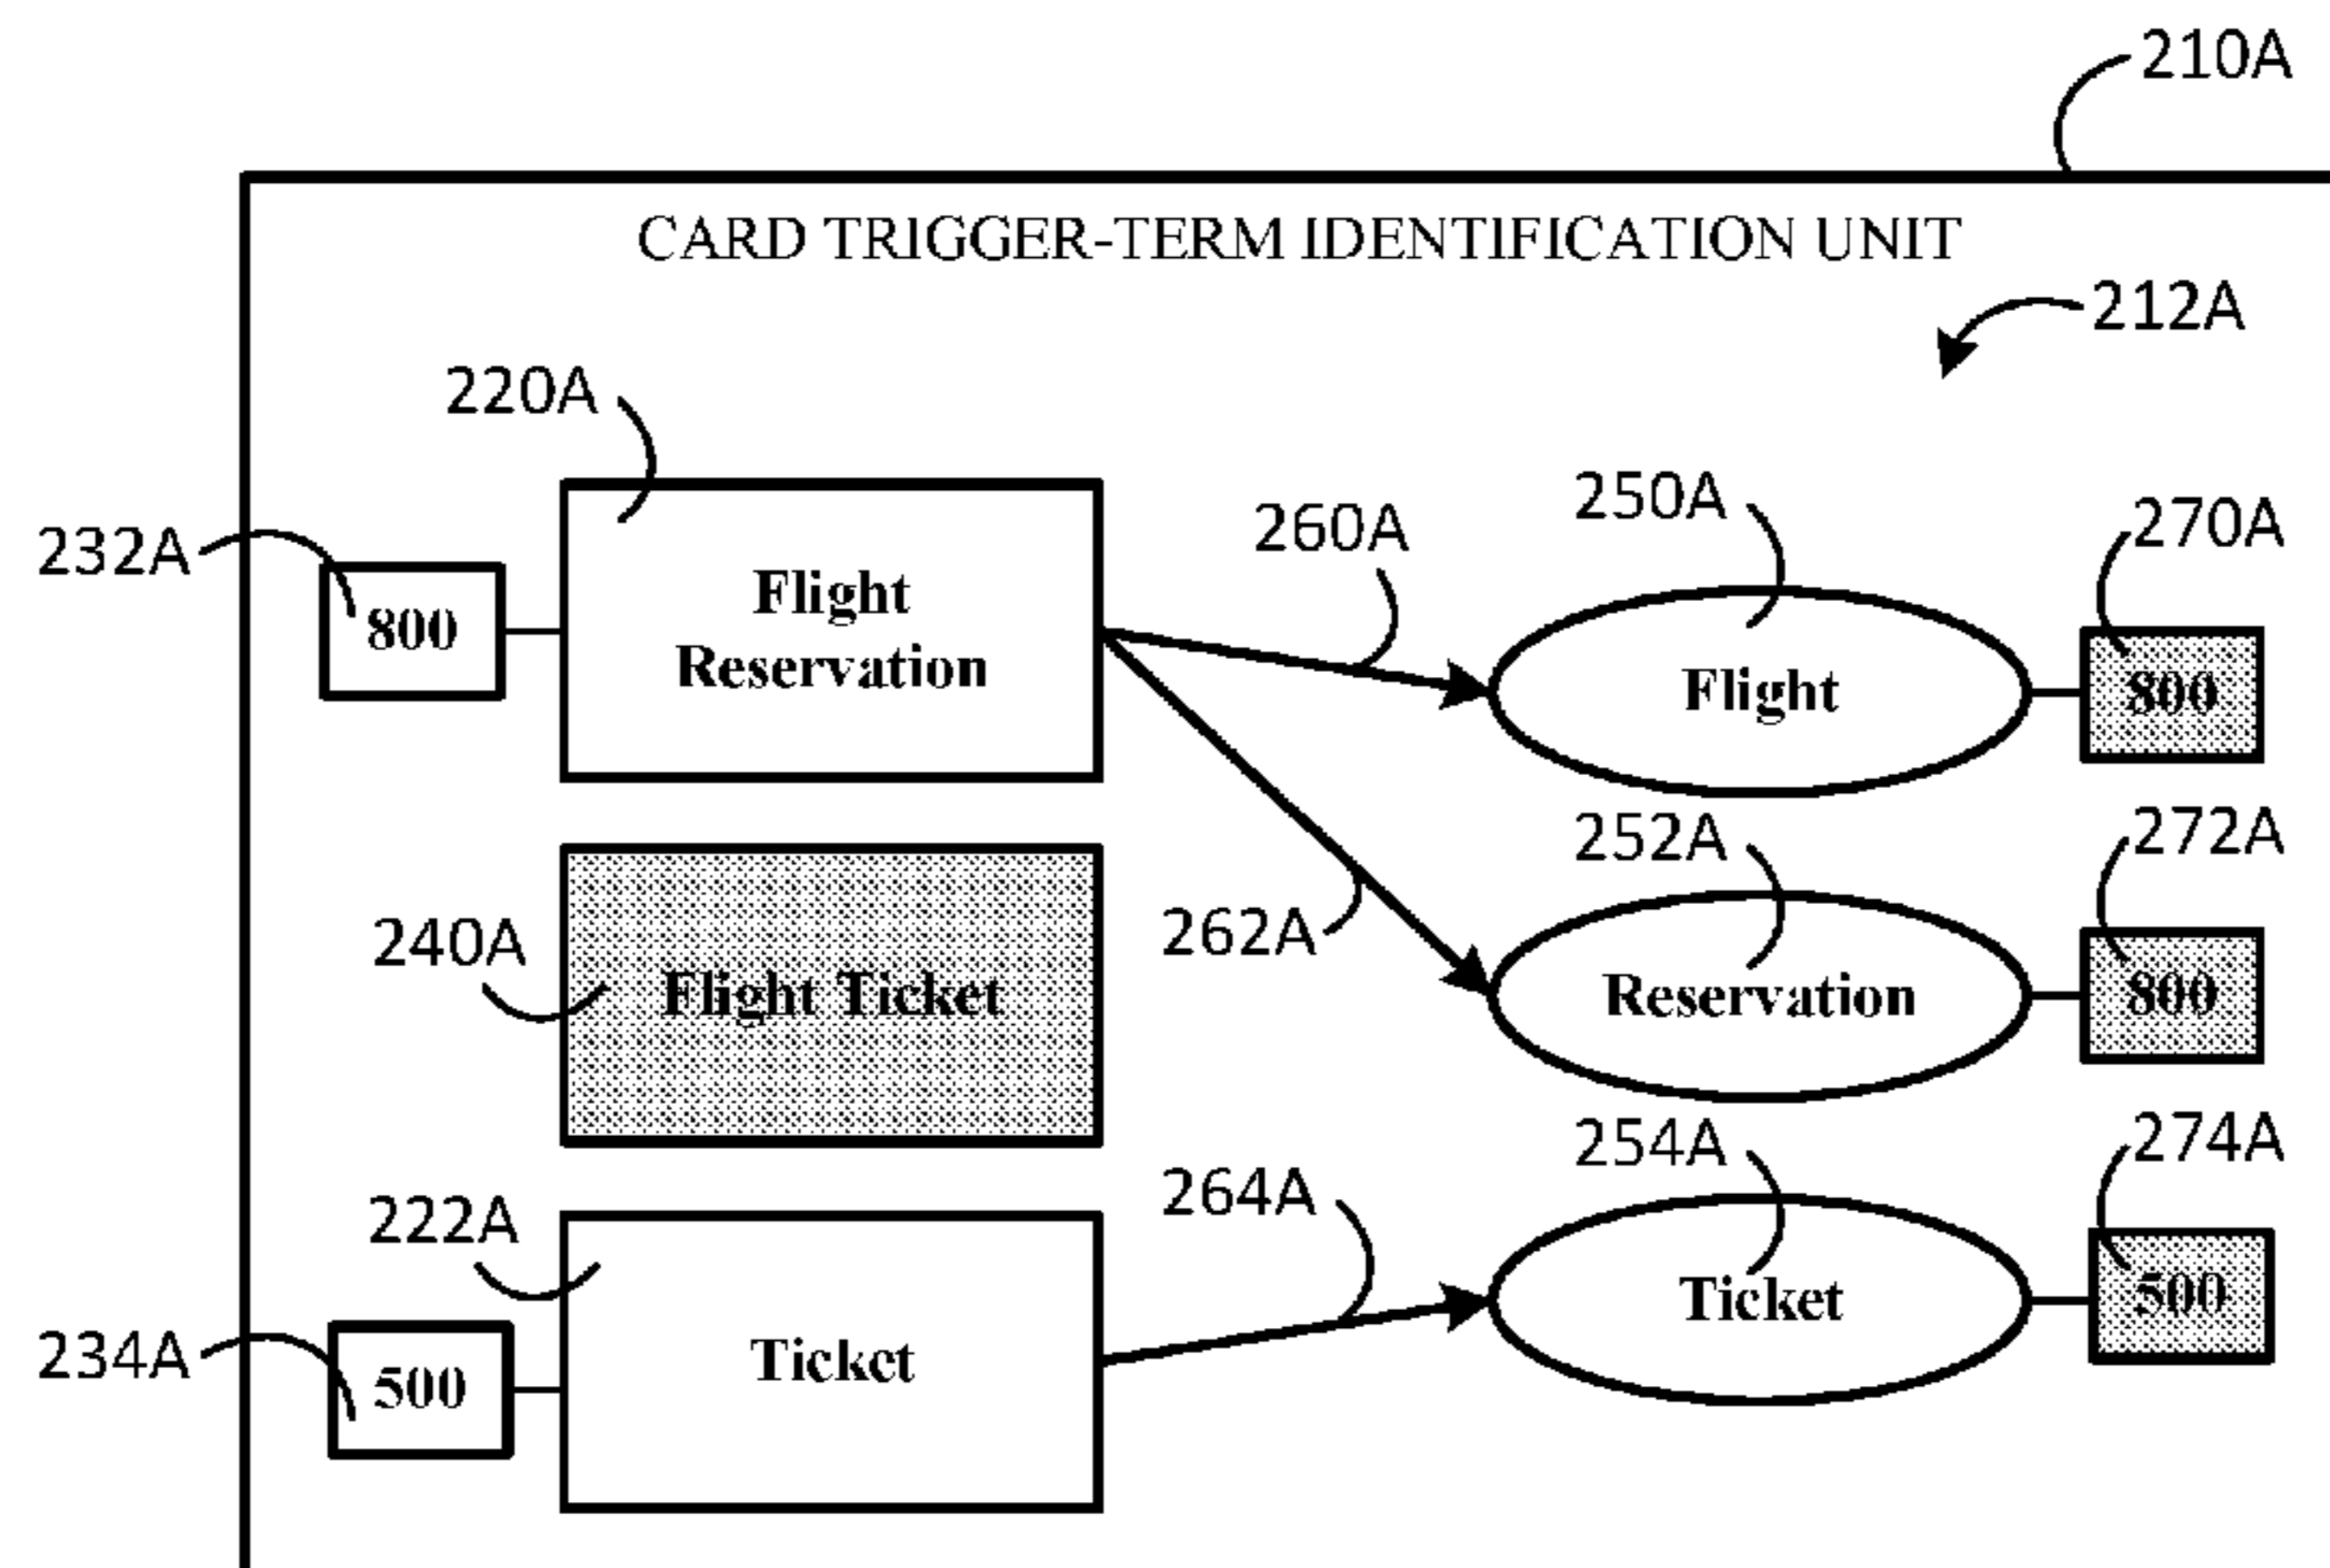 210A
CARD TRIGGER-TERM IDENTIFICATION UNIT
212A
220A
250A
270A
260A
232A
800
Flight
Reservation
Flight
800
252A
272A
240A
262A
Flight Ticket
Reservation
800
254A
274A
264A
222A
Ticket
500
234A
500
Ticket